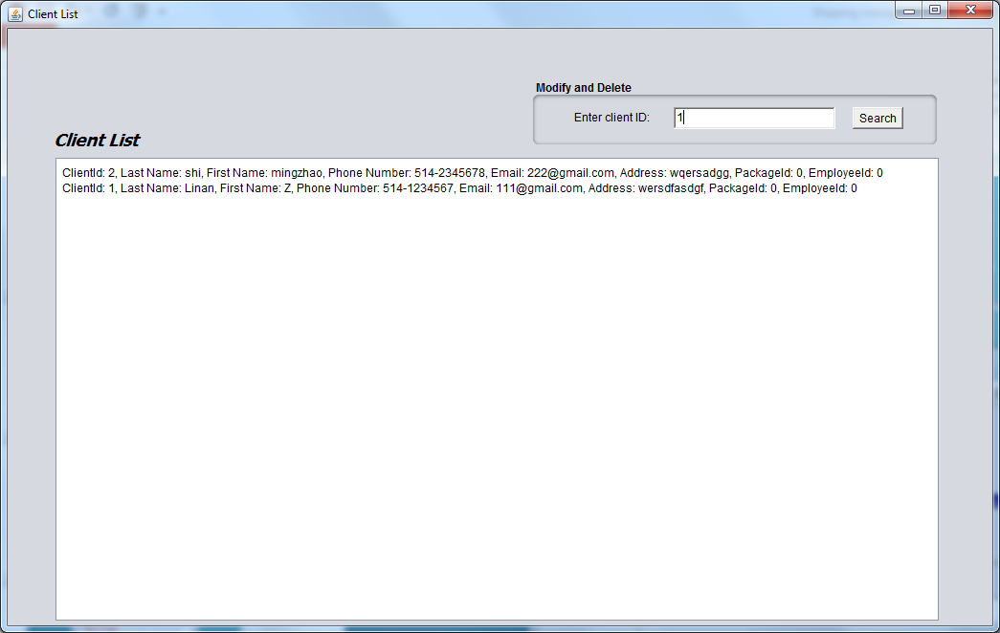 Client List
Modify and Delete
Enter client ID: 1 Search
Client List
ClientId: 2, Last Name: shi, First Name: mingzhao, Phone Number: 514-2345678, Email: 222@gmail.com, Address: wqersadgg, PackageId: 0, EmployeeId: 0
ClientId: 1, Last Name: Linan, First Name: Z, Phone Number: 514-1234567, Email: 111@gmail.com, Address: wersdfasdgf, PackageId: 0, EmployeeId: 0